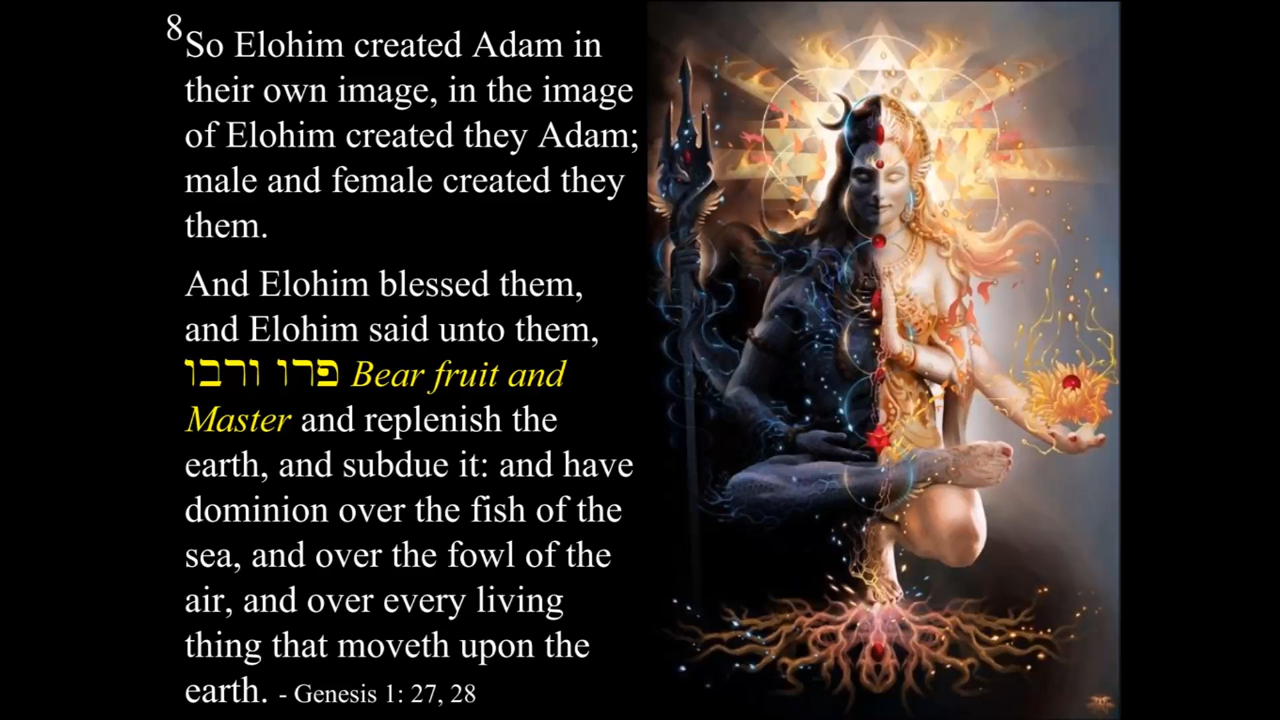 8
So Elohim created Adam in
their own image, in the image
of Elohim created they Adam;
male and female created they
them.
And Elohim blessed them,
and Elohim said unto them,
פרו ורבו Bear fruit and
Master and replenish the
earth, and subdue it: and have
dominion over the fish of the
sea, and over the fowl of the
air, and over every living
thing that moveth upon the
earth. - Genesis 1: 27, 28